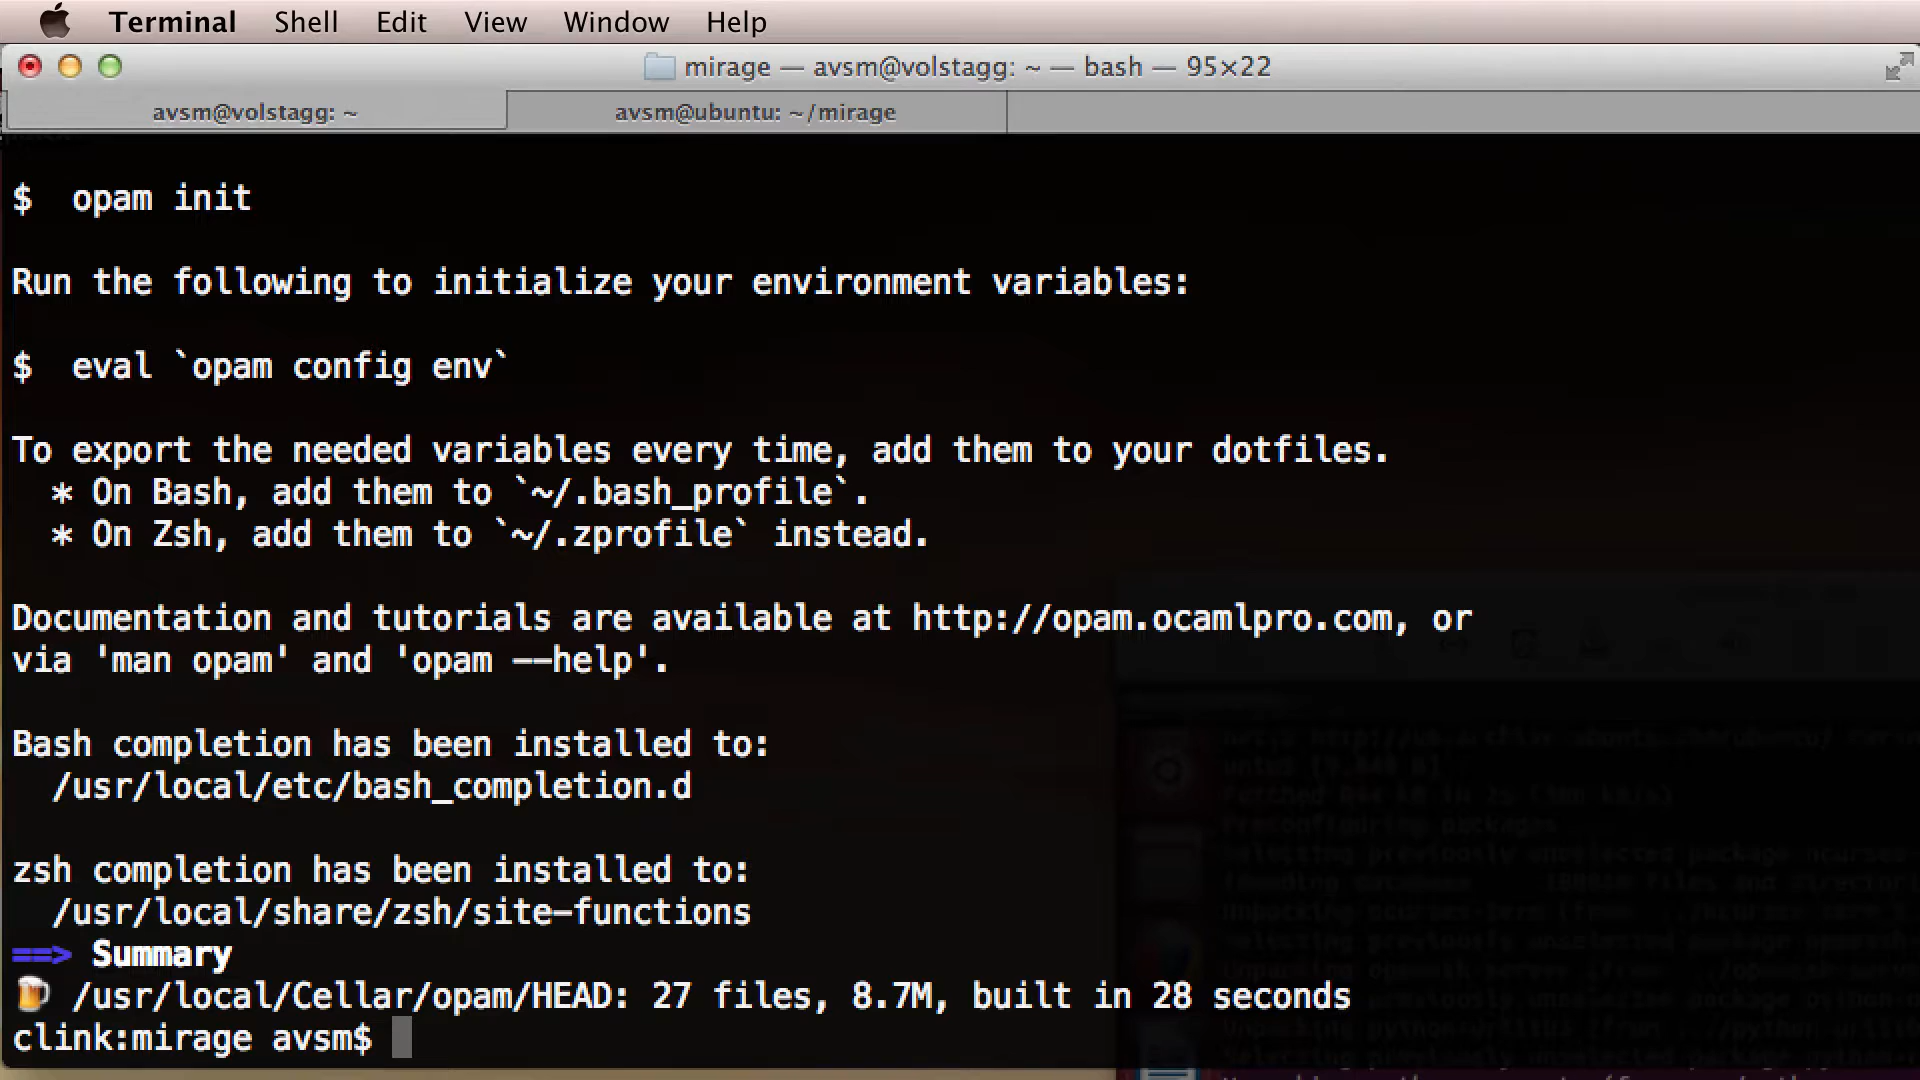 Terminal Shell Edit View Window Help
mirage — avsm@volstagg: ~ — bash — 95×22
avsm@volstagg: ~
avsm@ubuntu: ~/mirage
$  opam init
Run the following to initialize your environment variables:
$  eval `opam config env`
To export the needed variables every time, add them to your dotfiles.
  * On Bash, add them to `~/.bash_profile`.
  * On Zsh, add them to `~/.zprofile` instead.
Documentation and tutorials are available at http://opam.ocamlpro.com, or
via 'man opam' and 'opam --help'.
Bash completion has been installed to:
  /usr/local/etc/bash_completion.d
zsh completion has been installed to:
  /usr/local/share/zsh/site-functions
==> Summary
🍺 /usr/local/Cellar/opam/HEAD: 27 files, 8.7M, built in 28 seconds
clink:mirage avsm$